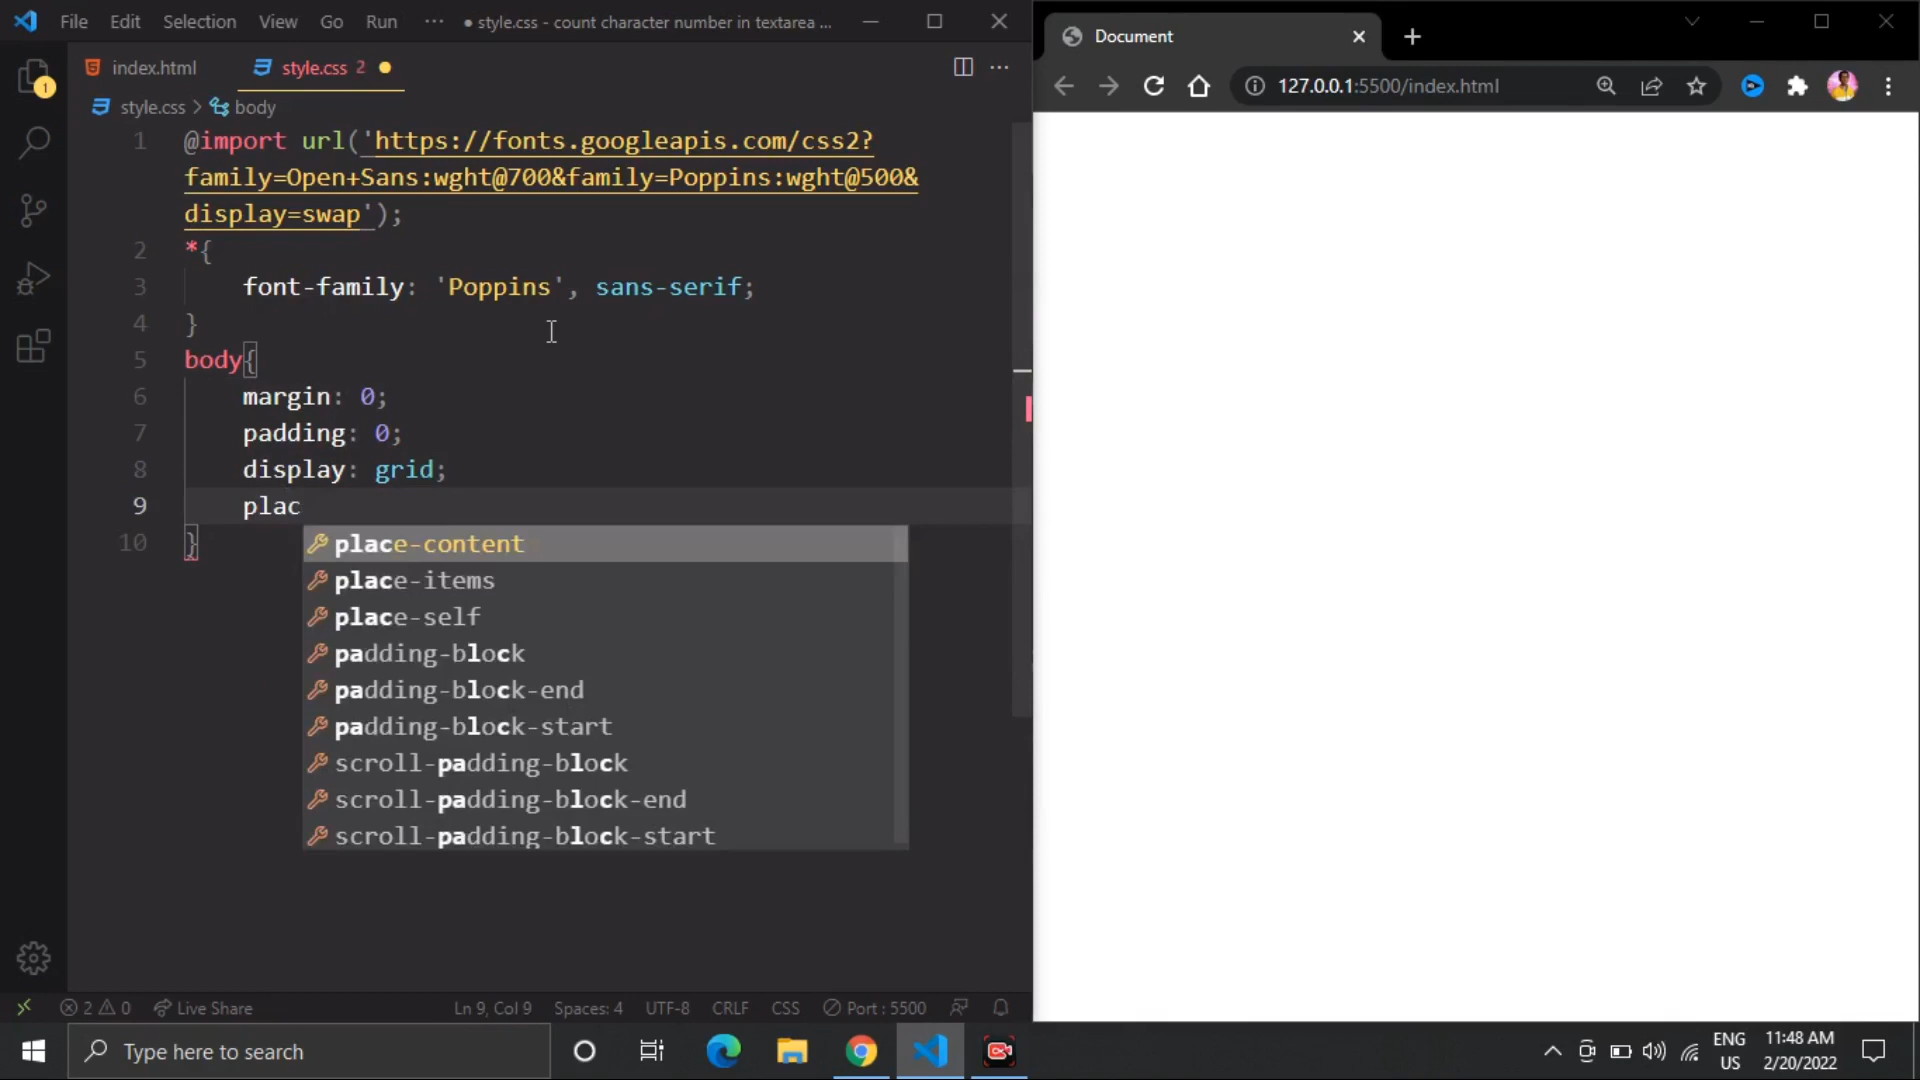 File Edit Selection View Go Run ··· ● style.css - count character number in textarea ...
index.html style.css 2
style.css > body
1 @import url('https://fonts.googleapis.com/css2?
family=Open+Sans:wght@700&family=Poppins:wght@500&
display=swap');
2 *{
3 font-family: 'Poppins', sans-serif;
4 }
5 body{
6 margin: 0;
7 padding: 0;
8 display: grid;
9 plac
10 }
place-content
place-items
place-self
padding-block
padding-block-end
padding-block-start
scroll-padding-block
scroll-padding-block-end
scroll-padding-block-start
1
2 0 Live Share Ln 9, Col 9 Spaces: 4 UTF-8 CRLF CSS Port : 5500
Document
127.0.0.1:5500/index.html
Type here to search
ENG
US
11:48 AM
2/20/2022